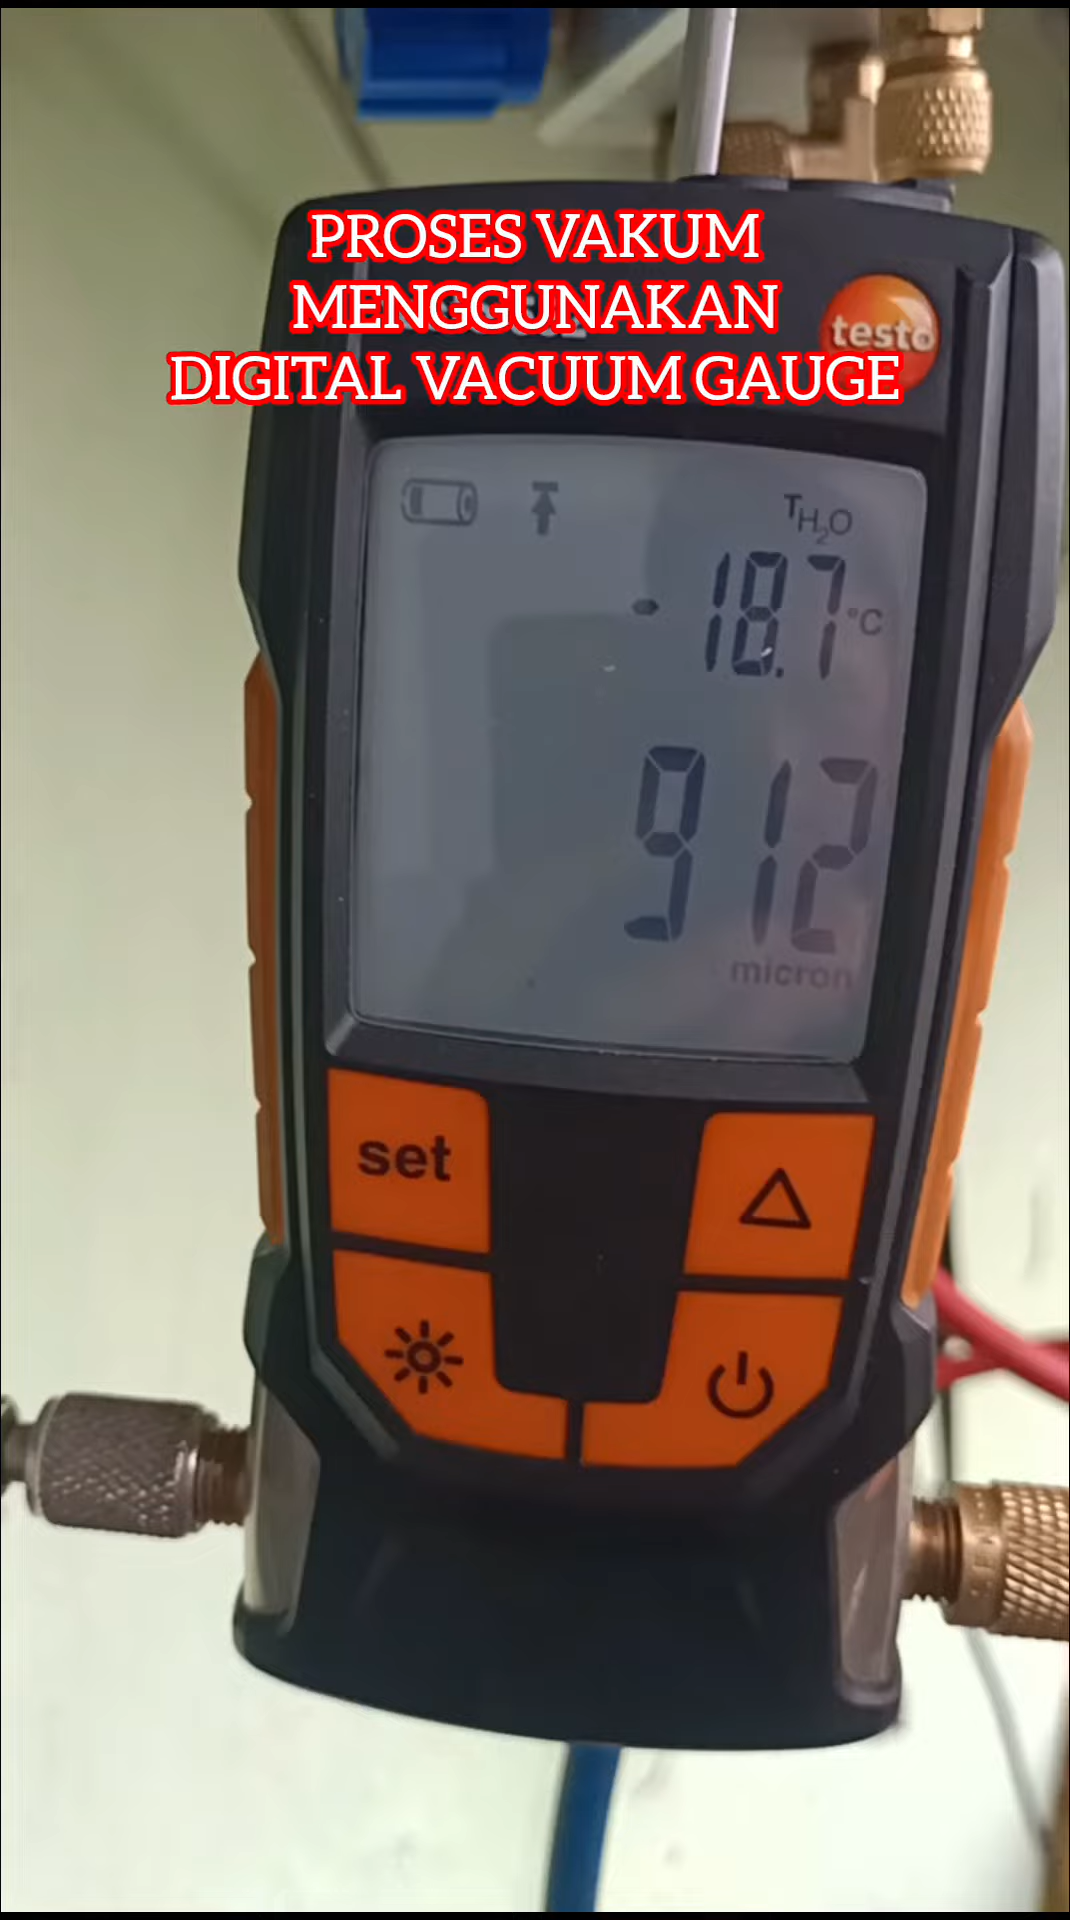 PROSES VAKUM
MENGGUNAKAN
DIGITAL VACUUM GAUGE
testo
TH₂O
-18.7 °C
912
micron
set